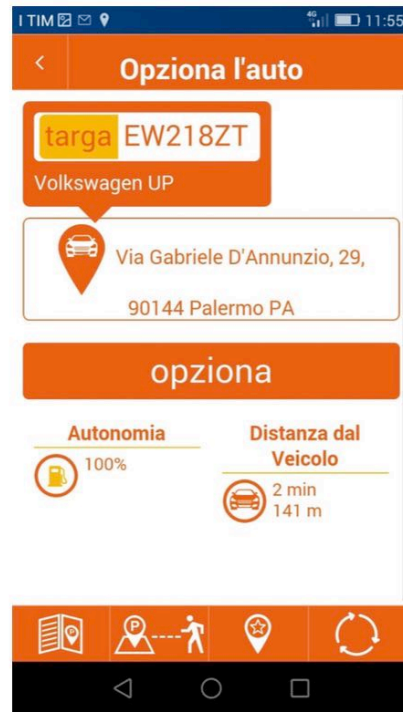 I TIM 4G 11:55
Opziona l'auto
targa EW218ZT
Volkswagen UP
Via Gabriele D'Annunzio, 29,
90144 Palermo PA
opziona
Autonomia
100%
Distanza dal
Veicolo
2 min
141 m
P
P